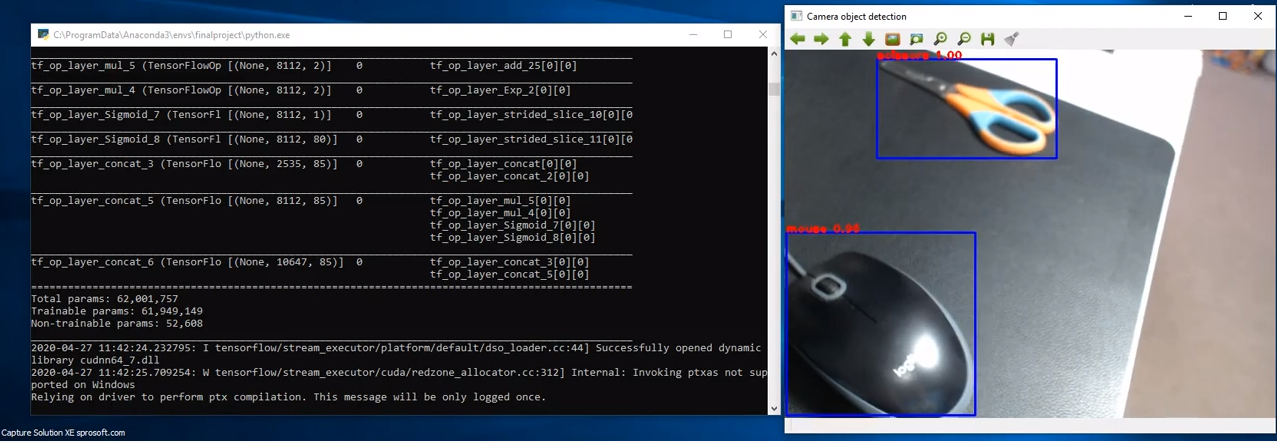 C:\ProgramData\Anaconda3\envs\finalproject\python.exe
tf_op_layer_mul_5 (TensorFlowOp [(None, 8112, 2)] 0 tf_op_layer_add_25[0][0]
tf_op_layer_mul_4 (TensorFlowOp [(None, 8112, 2)] 0 tf_op_layer_Exp_2[0][0]
tf_op_layer_Sigmoid_7 (TensorFl [(None, 8112, 1)] 0 tf_op_layer_strided_slice_10[0][0
tf_op_layer_Sigmoid_8 (TensorFl [(None, 8112, 80)] 0 tf_op_layer_strided_slice_11[0][0
tf_op_layer_concat_3 (TensorFlo [(None, 2535, 85)] 0 tf_op_layer_concat[0][0]
tf_op_layer_concat_2[0][0]
tf_op_layer_concat_5 (TensorFlo [(None, 8112, 85)] 0 tf_op_layer_mul_5[0][0]
tf_op_layer_mul_4[0][0]
tf_op_layer_Sigmoid_7[0][0]
tf_op_layer_Sigmoid_8[0][0]
tf_op_layer_concat_6 (TensorFlo [(None, 10647, 85)] 0 tf_op_layer_concat_3[0][0]
tf_op_layer_concat_5[0][0]
Total params: 62,001,757
Trainable params: 61,949,149
Non-trainable params: 52,608
2020-04-27 11:42:24.232795: I tensorflow/stream_executor/platform/default/dso_loader.cc:44] Successfully opened dynamic
library cudnn64_7.dll
2020-04-27 11:42:25.709254: W tensorflow/stream_executor/cuda/redzone_allocator.cc:312] Internal: Invoking ptxas not sup
ported on Windows
Relying on driver to perform ptx compilation. This message will be only logged once.
Camera object detection
scissors 1.00
mouse 0.96
Capture Solution XE sprosoft.com